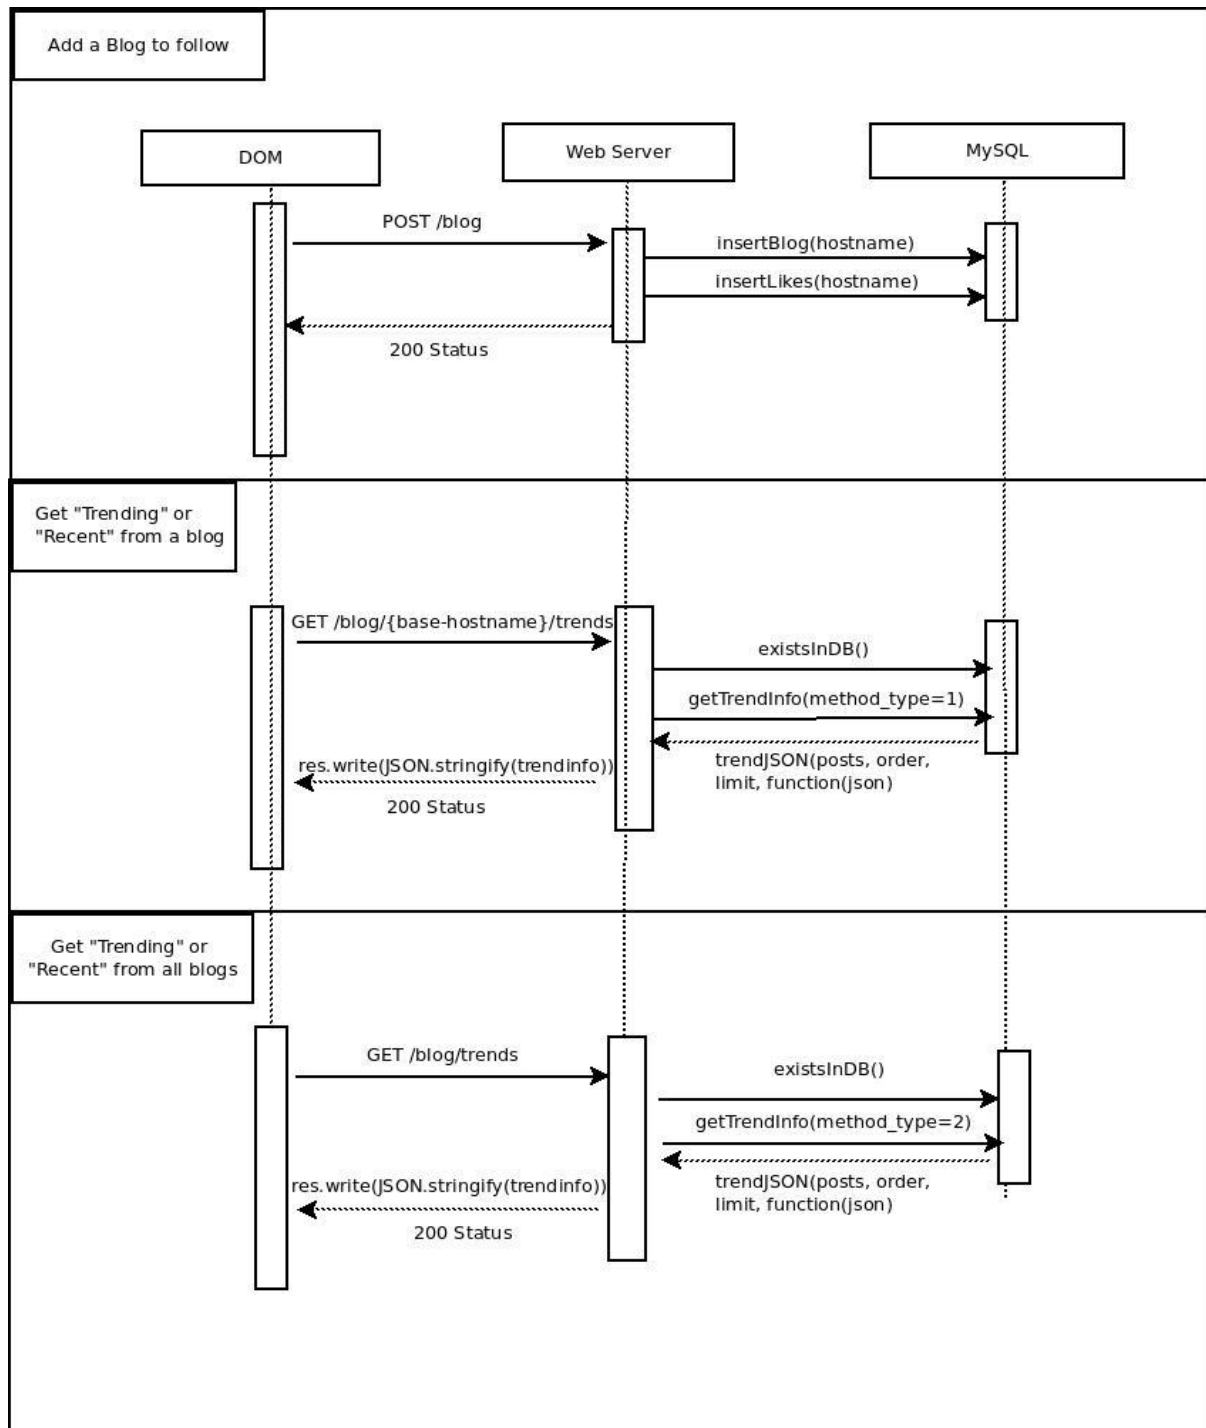 Add a Blog to follow
DOM
Web Server
MySQL
POST /blog
insertBlog(hostname)
insertLikes(hostname)
200 Status
Get "Trending" or
"Recent" from a blog
GET /blog/{base-hostname}/trends
existsInDB()
getTrendInfo(method_type=1)
trendJSON(posts, order,
limit, function(json)
res.write(JSON.stringify(trendinfo))
200 Status
Get "Trending" or
"Recent" from all blogs
GET /blog/trends
existsInDB()
getTrendInfo(method_type=2)
trendJSON(posts, order,
limit, function(json)
res.write(JSON.stringify(trendinfo))
200 Status